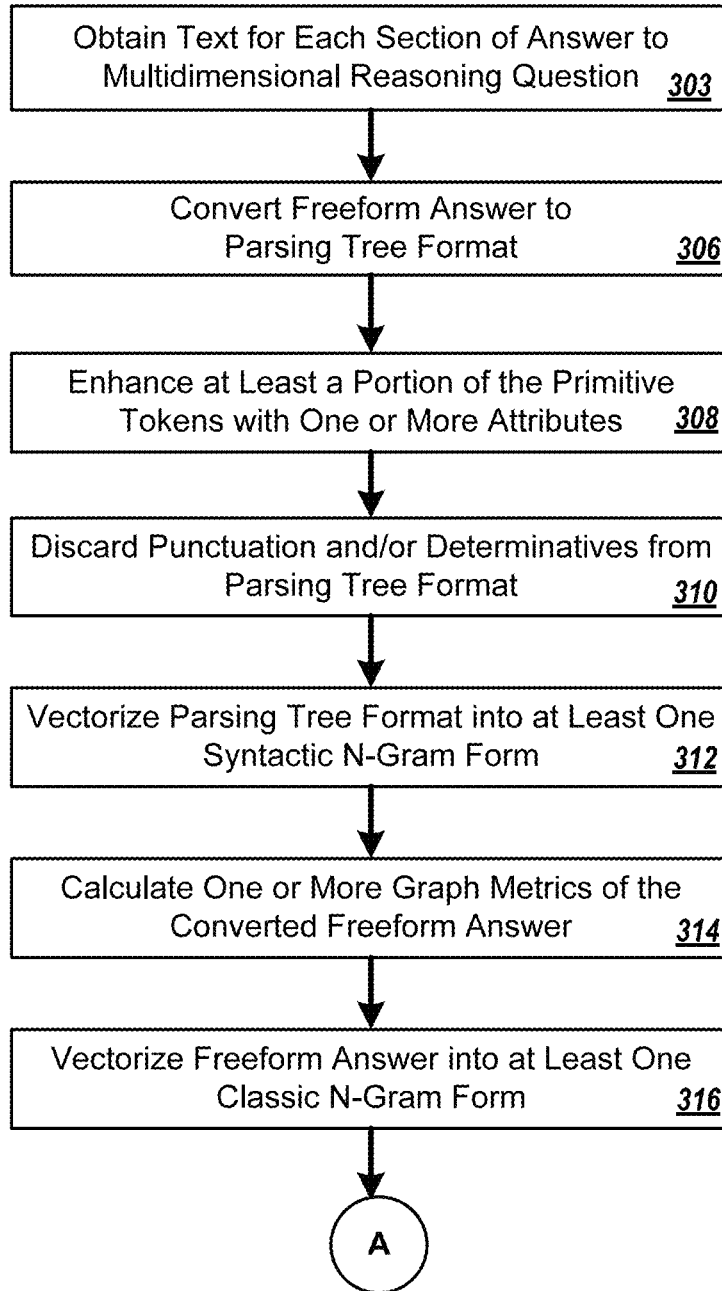 Obtain Text for Each Section of Answer to
Multidimensional Reasoning Question 303
Convert Freeform Answer to
Parsing Tree Format 306
Enhance at Least a Portion of the Primitive
Tokens with One or More Attributes 308
Discard Punctuation and/or Determinatives from
Parsing Tree Format 310
Vectorize Parsing Tree Format into at Least One
Syntactic N-Gram Form 312
Calculate One or More Graph Metrics of the
Converted Freeform Answer 314
Vectorize Freeform Answer into at Least One
Classic N-Gram Form 316
A